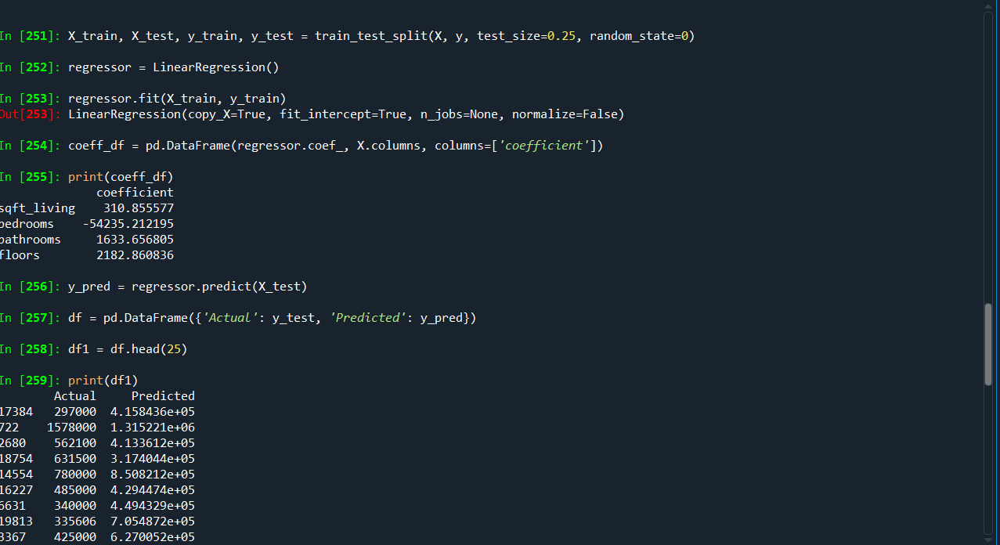 In [251]: X_train, X_test, y_train, y_test = train_test_split(X, y, test_size=0.25, random_state=0)
In [252]: regressor = LinearRegression()
In [253]: regressor.fit(X_train, y_train)
Out[253]: LinearRegression(copy_X=True, fit_intercept=True, n_jobs=None, normalize=False)
In [254]: coeff_df = pd.DataFrame(regressor.coef_, X.columns, columns=['coefficient'])
In [255]: print(coeff_df)
coefficient
sqft_living 310.855577
bedrooms -54235.212195
bathrooms 1633.656805
floors 2182.860836
In [256]: y_pred = regressor.predict(X_test)
In [257]: df = pd.DataFrame({'Actual': y_test, 'Predicted': y_pred})
In [258]: df1 = df.head(25)
In [259]: print(df1)
Actual Predicted
17384 297000 4.158436e+05
722 1578000 1.315221e+06
2680 562100 4.133612e+05
18754 631500 3.174044e+05
14554 780000 8.508212e+05
16227 485000 4.294474e+05
6631 340000 4.494329e+05
19813 335606 7.054872e+05
3367 425000 6.270052e+05